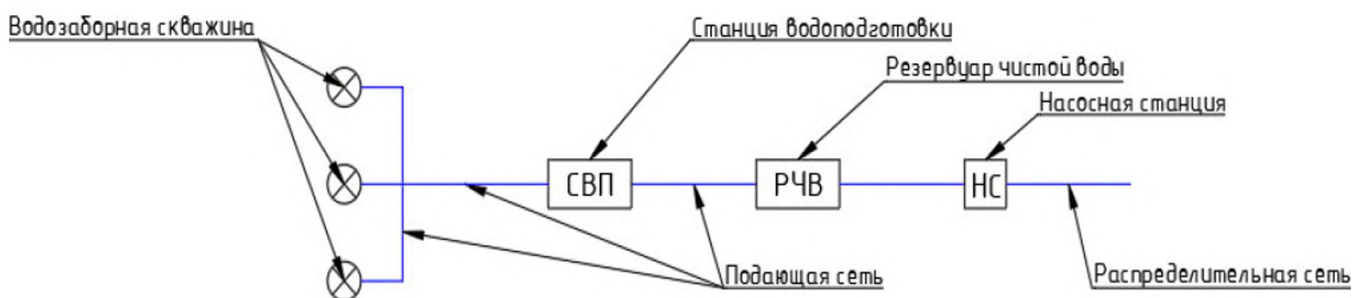 Водозаборная скважина
Станция водоподготовки
Резервуар чистой воды
Насосная станция
СВП
РЧВ
НС
Подающая сеть
Распределительная сеть